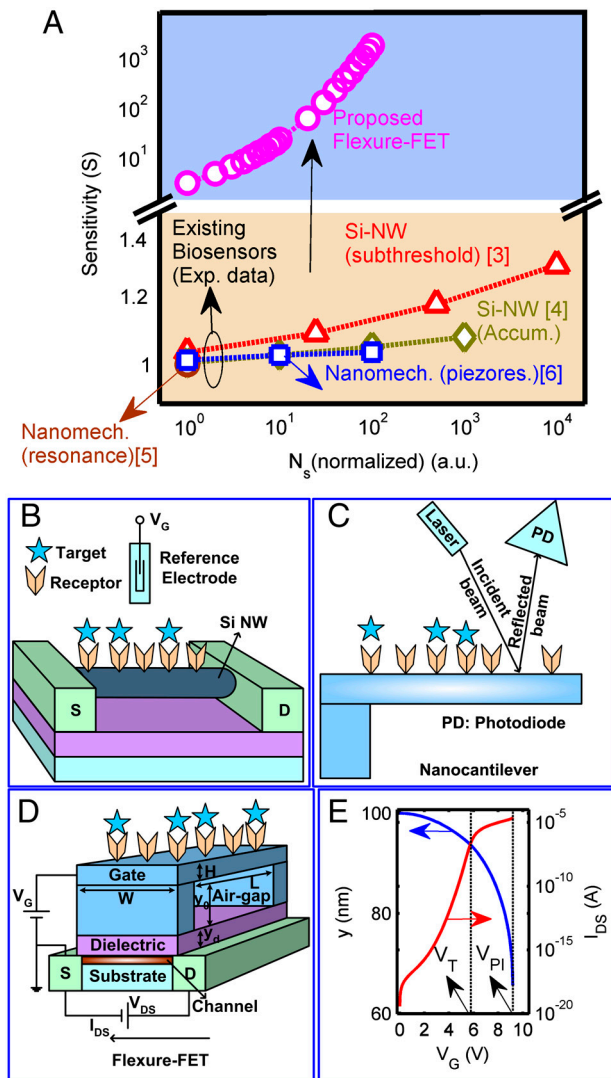 A
Sensitivity (S)
10³
10²
10¹
1.4
1.2
1
Proposed
Flexure-FET
Existing
Biosensors
(Exp. data)
Si-NW
(subthreshold) [3]
Si-NW [4]
(Accum.)
Nanomech. (piezores.)[6]
Nanomech.
(resonance)[5]
10⁰
10¹
10²
10³
10⁴
Nₛ(normalized) (a.u.)
B
V_G
Target
Receptor
Reference
Electrode
Si NW
S
D
C
Laser
PD
Incident
beam
Reflected
beam
PD: Photodiode
Nanocantilever
D
Gate
H
W
L
y₀
Air-gap
V_G
Dielectric
y_d
S
D
Substrate
V_DS
Channel
I_DS
Flexure-FET
E
100
80
60
y (nm)
10⁻⁵
10⁻¹⁰
10⁻¹⁵
10⁻²⁰
I_DS (A)
V_T
V_PI
0
2
4
6
8
10
V_G (V)